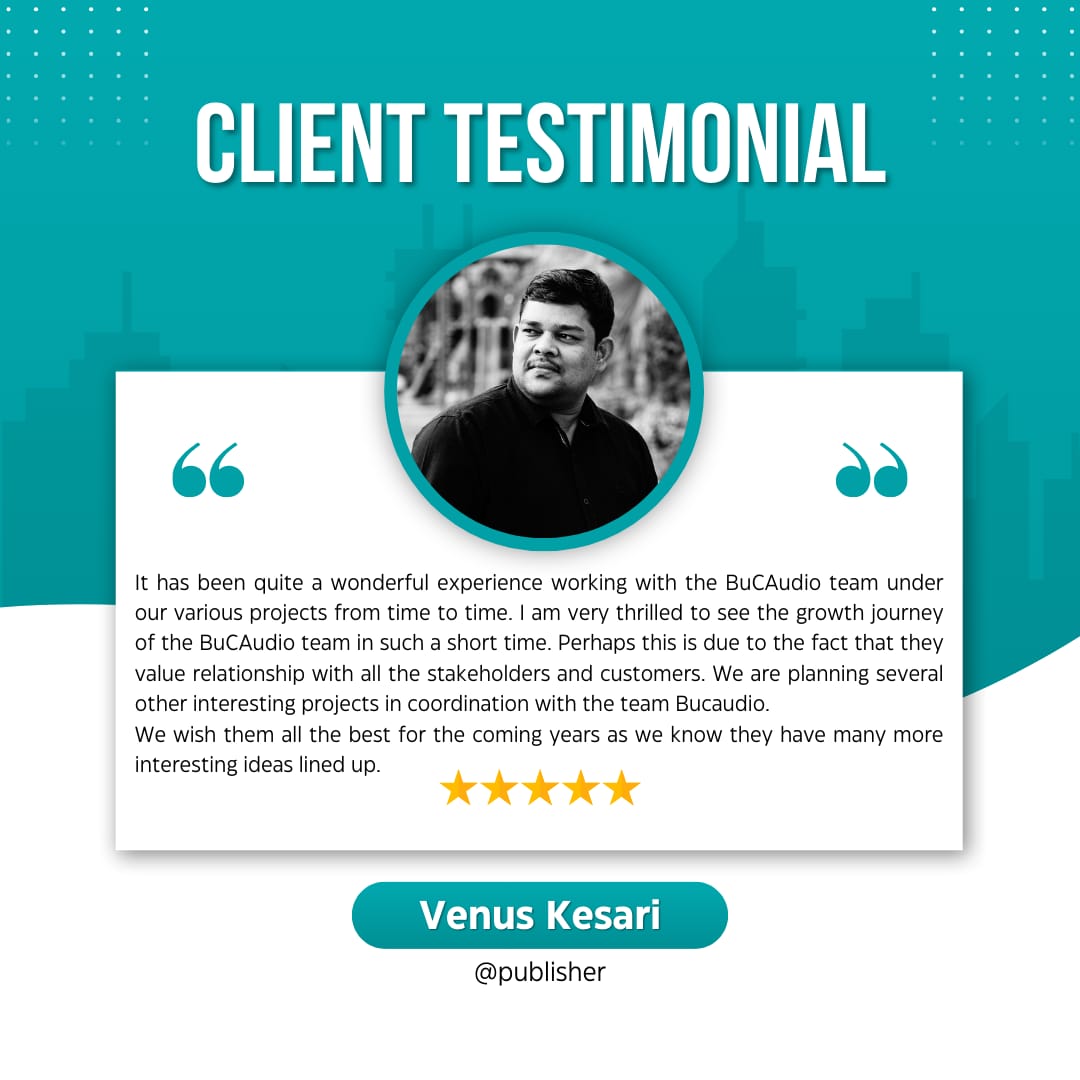 CLIENT TESTIMONIAL
It has been quite a wonderful experience working with the BuCAudio team under
our various projects from time to time. I am very thrilled to see the growth journey
of the BuCAudio team in such a short time. Perhaps this is due to the fact that they
value relationship with all the stakeholders and customers. We are planning several
other interesting projects in coordination with the team Bucaudio.
We wish them all the best for the coming years as we know they have many more
interesting ideas lined up.
Venus Kesari
@publisher